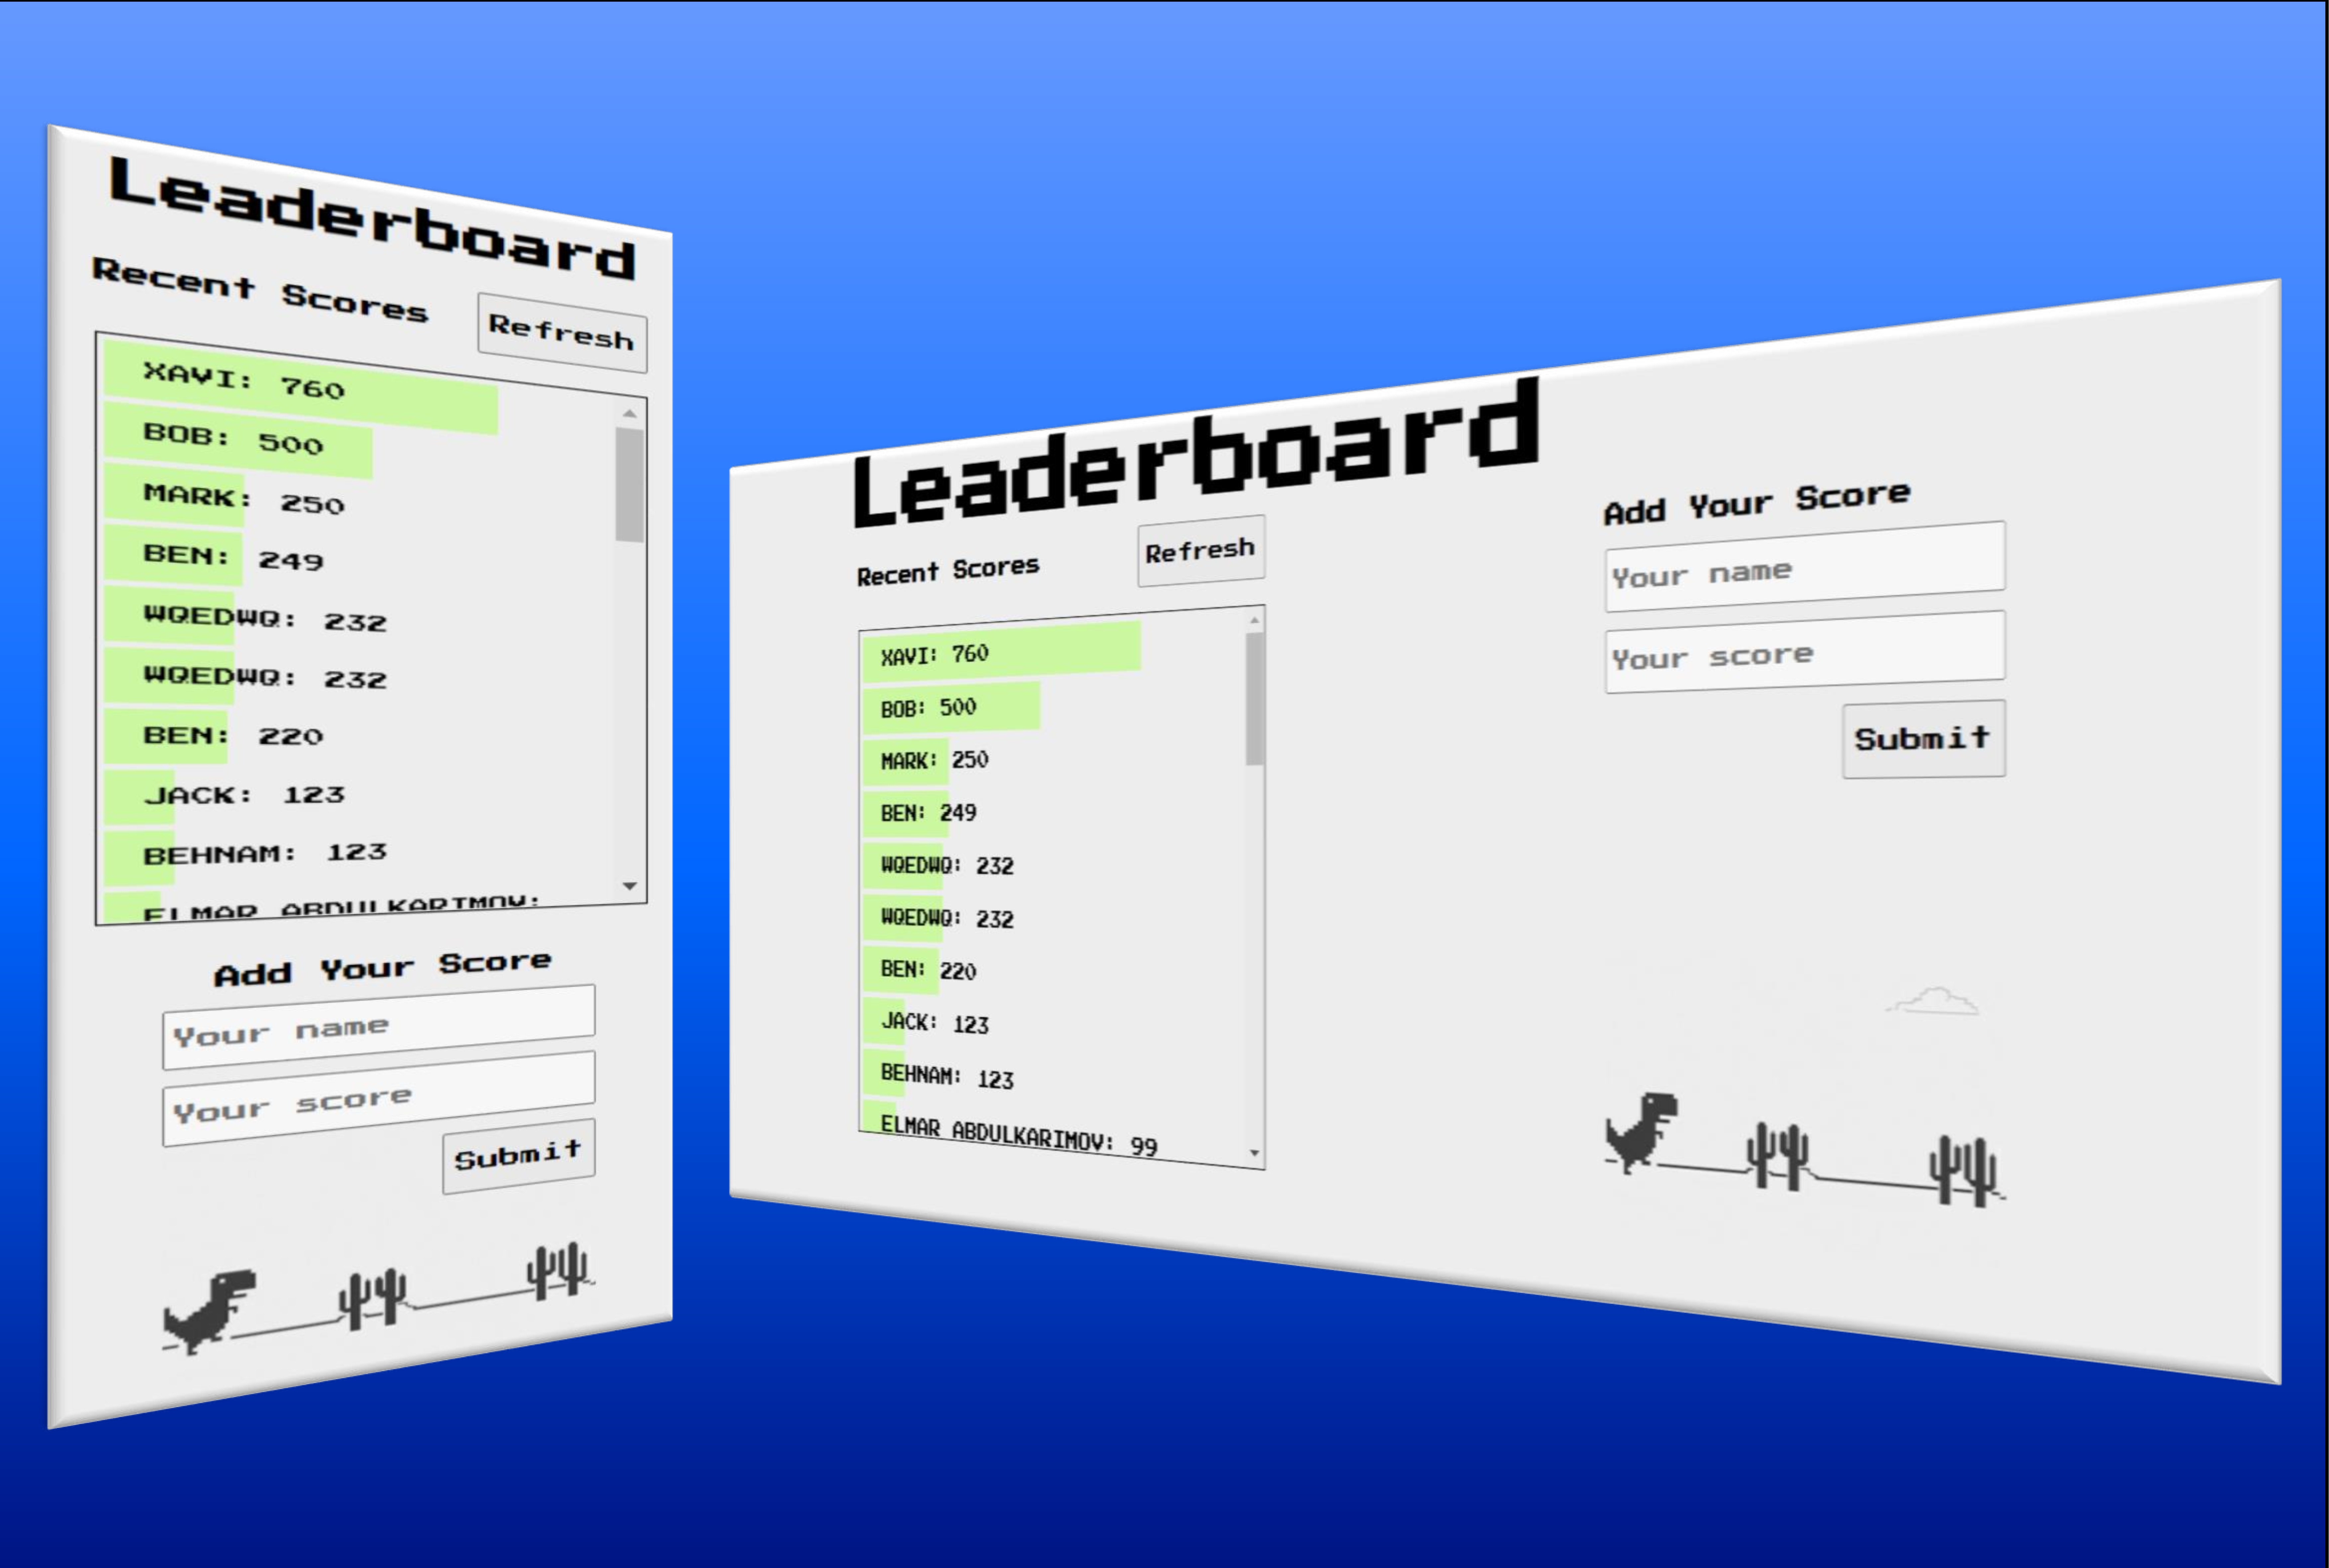 Leaderboard
Recent Scores
Refresh
XAVI: 760
BOB: 500
MARK: 250
BEN: 249
WQEDWQ: 232
WQEDWQ: 232
BEN: 220
JACK: 123
BEHNAM: 123
ELMAR ABDULKARIMOV:
Add Your Score
Your name
Your score
Submit
Leaderboard
Recent Scores
Refresh
XAVI: 760
BOB: 500
MARK: 250
BEN: 249
WQEDWQ: 232
WQEDWQ: 232
BEN: 220
JACK: 123
BEHNAM: 123
ELMAR ABDULKARIMOV: 99
Add Your Score
Your name
Your score
Submit